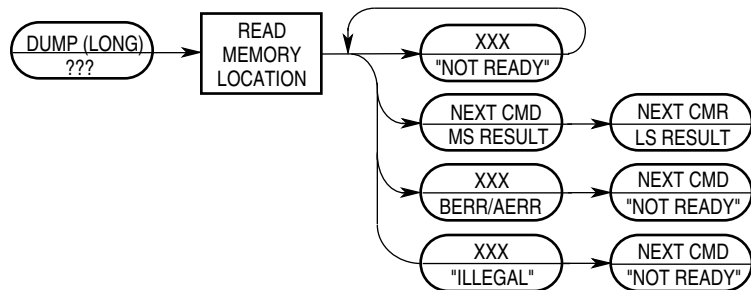 DUMP (LONG)
???
READ
MEMORY
LOCATION
XXX
"NOT READY"
NEXT CMD
MS RESULT
NEXT CMR
LS RESULT
XXX
BERR/AERR
NEXT CMD
"NOT READY"
XXX
"ILLEGAL"
NEXT CMD
"NOT READY"